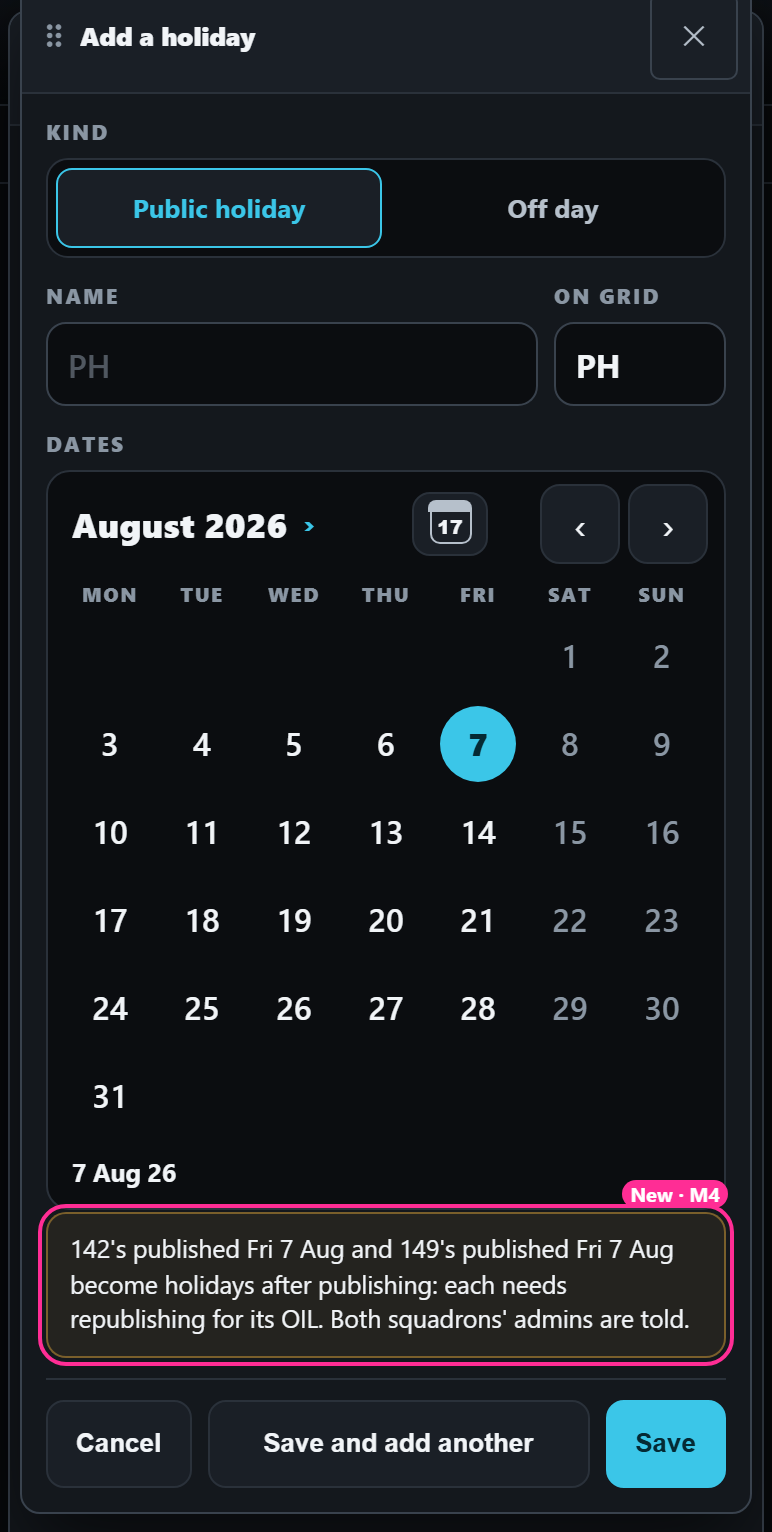 Add a holiday
KIND
Public holiday Off day
NAME ON GRID
PH PH
DATES
August 2026 › 17 ‹ ›
MON TUE WED THU FRI SAT SUN
1 2
3 4 5 6 7 8 9
10 11 12 13 14 15 16
17 18 19 20 21 22 23
24 25 26 27 28 29 30
31
7 Aug 26
New · M4
142's published Fri 7 Aug and 149's published Fri 7 Aug
become holidays after publishing: each needs
republishing for its OIL. Both squadrons' admins are told.
Cancel Save and add another Save